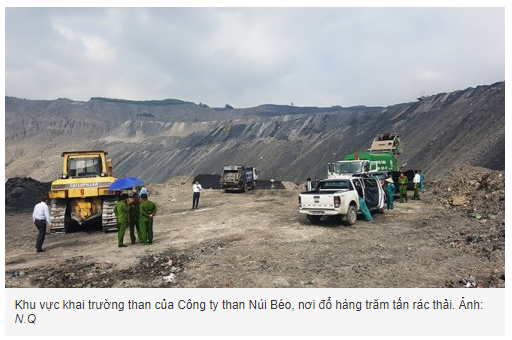 CATERPILLAR
Khu vực khai trường than của Công ty than Núi Béo, nơi đổ hàng trăm tấn rác thải. Ảnh:
N.Q